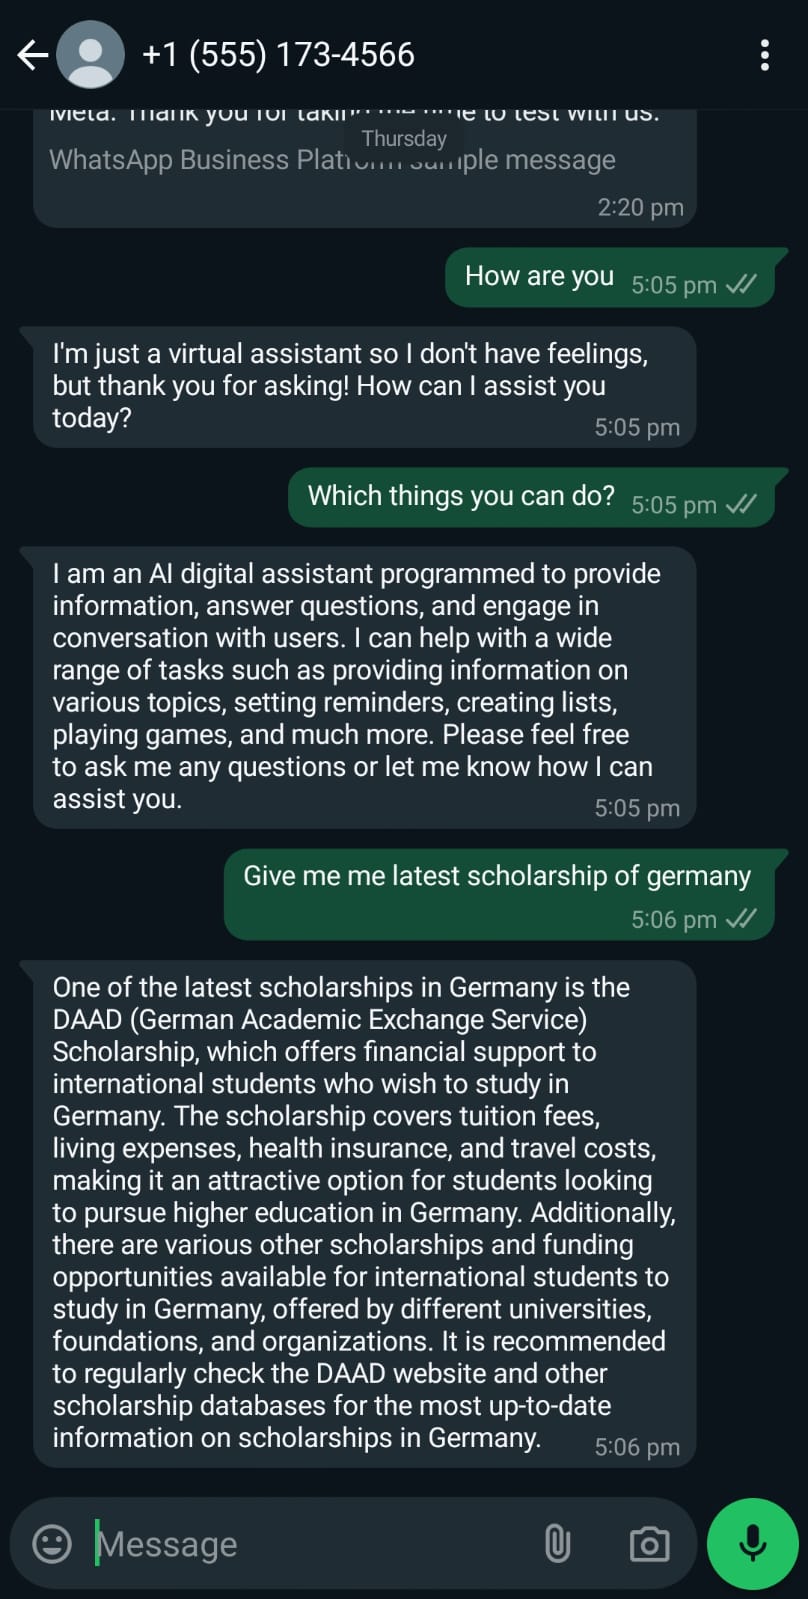 +1 (555) 173-4566
Meta. Thank you for taking the time to test with us.
Thursday
WhatsApp Business Platform sample message
2:20 pm
How are you 5:05 pm
I'm just a virtual assistant so I don't have feelings,
but thank you for asking! How can I assist you
today?
5:05 pm
Which things you can do? 5:05 pm
I am an AI digital assistant programmed to provide
information, answer questions, and engage in
conversation with users. I can help with a wide
range of tasks such as providing information on
various topics, setting reminders, creating lists,
playing games, and much more. Please feel free
to ask me any questions or let me know how I can
assist you.
5:05 pm
Give me me latest scholarship of germany
5:06 pm
One of the latest scholarships in Germany is the
DAAD (German Academic Exchange Service)
Scholarship, which offers financial support to
international students who wish to study in
Germany. The scholarship covers tuition fees,
living expenses, health insurance, and travel costs,
making it an attractive option for students looking
to pursue higher education in Germany. Additionally,
there are various other scholarships and funding
opportunities available for international students to
study in Germany, offered by different universities,
foundations, and organizations. It is recommended
to regularly check the DAAD website and other
scholarship databases for the most up-to-date
information on scholarships in Germany.
5:06 pm
Message